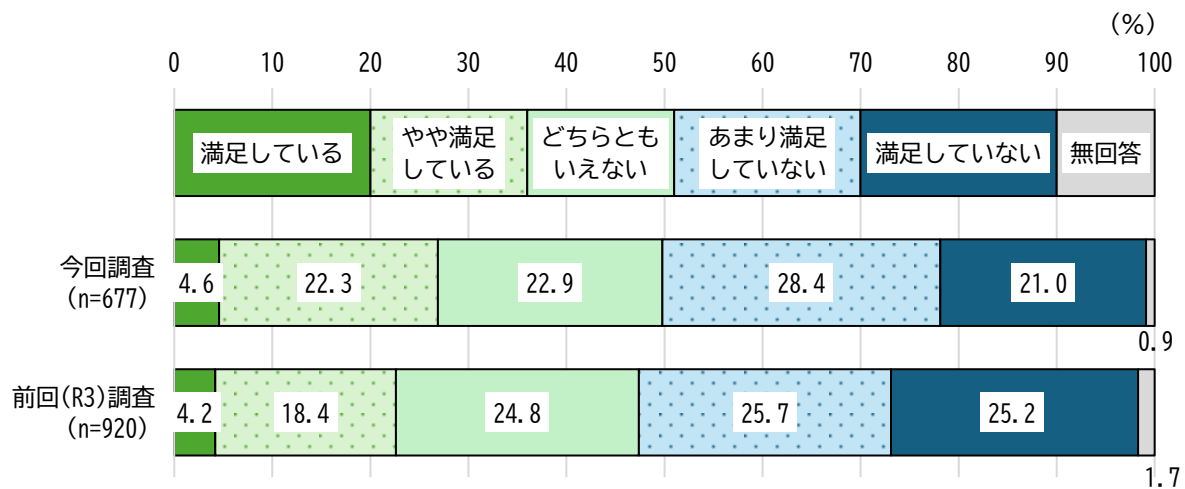 (%)
0 10 20 30 40 50 60 70 80 90 100
満足している
やや満足
している
どちらとも
いえない
あまり満足
していない
満足していない
無回答
今回調査
(n=677)
4.6 22.3 22.9 28.4 21.0
0.9
前回(R3)調査
(n=920)
4.2 18.4 24.8 25.7 25.2
1.7